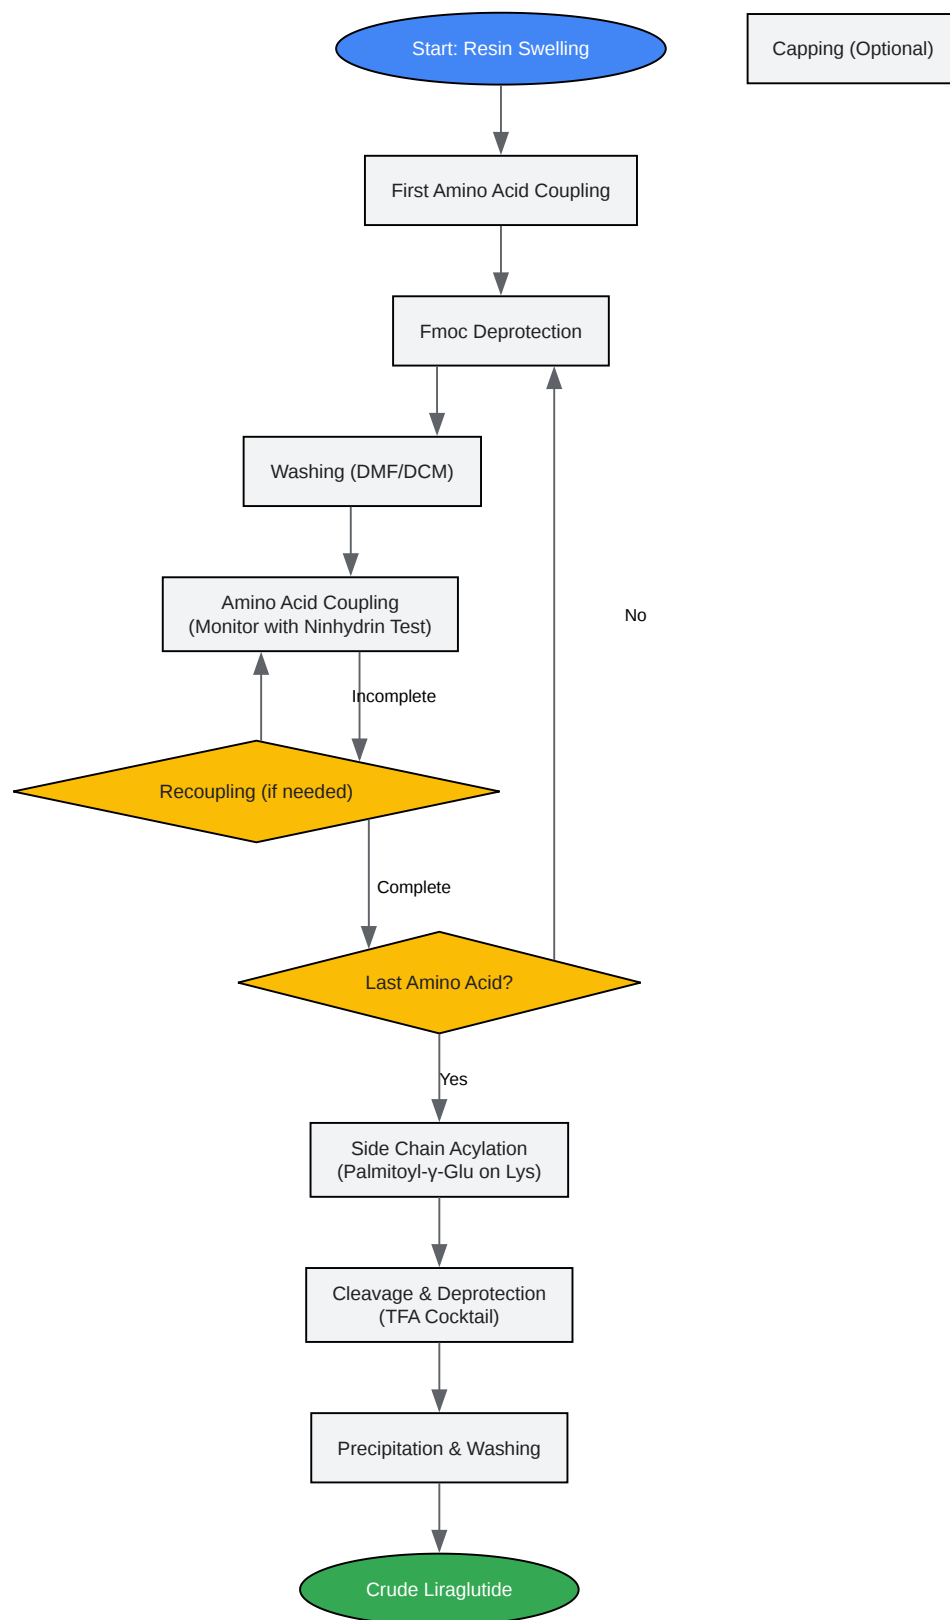 Start: Resin Swelling
Capping (Optional)
First Amino Acid Coupling
Fmoc Deprotection
Washing (DMF/DCM)
Amino Acid Coupling
(Monitor with Ninhydrin Test)
No
Incomplete
Recoupling (if needed)
Complete
Last Amino Acid?
Yes
Side Chain Acylation
(Palmitoyl-γ-Glu on Lys)
Cleavage & Deprotection
(TFA Cocktail)
Precipitation & Washing
Crude Liraglutide